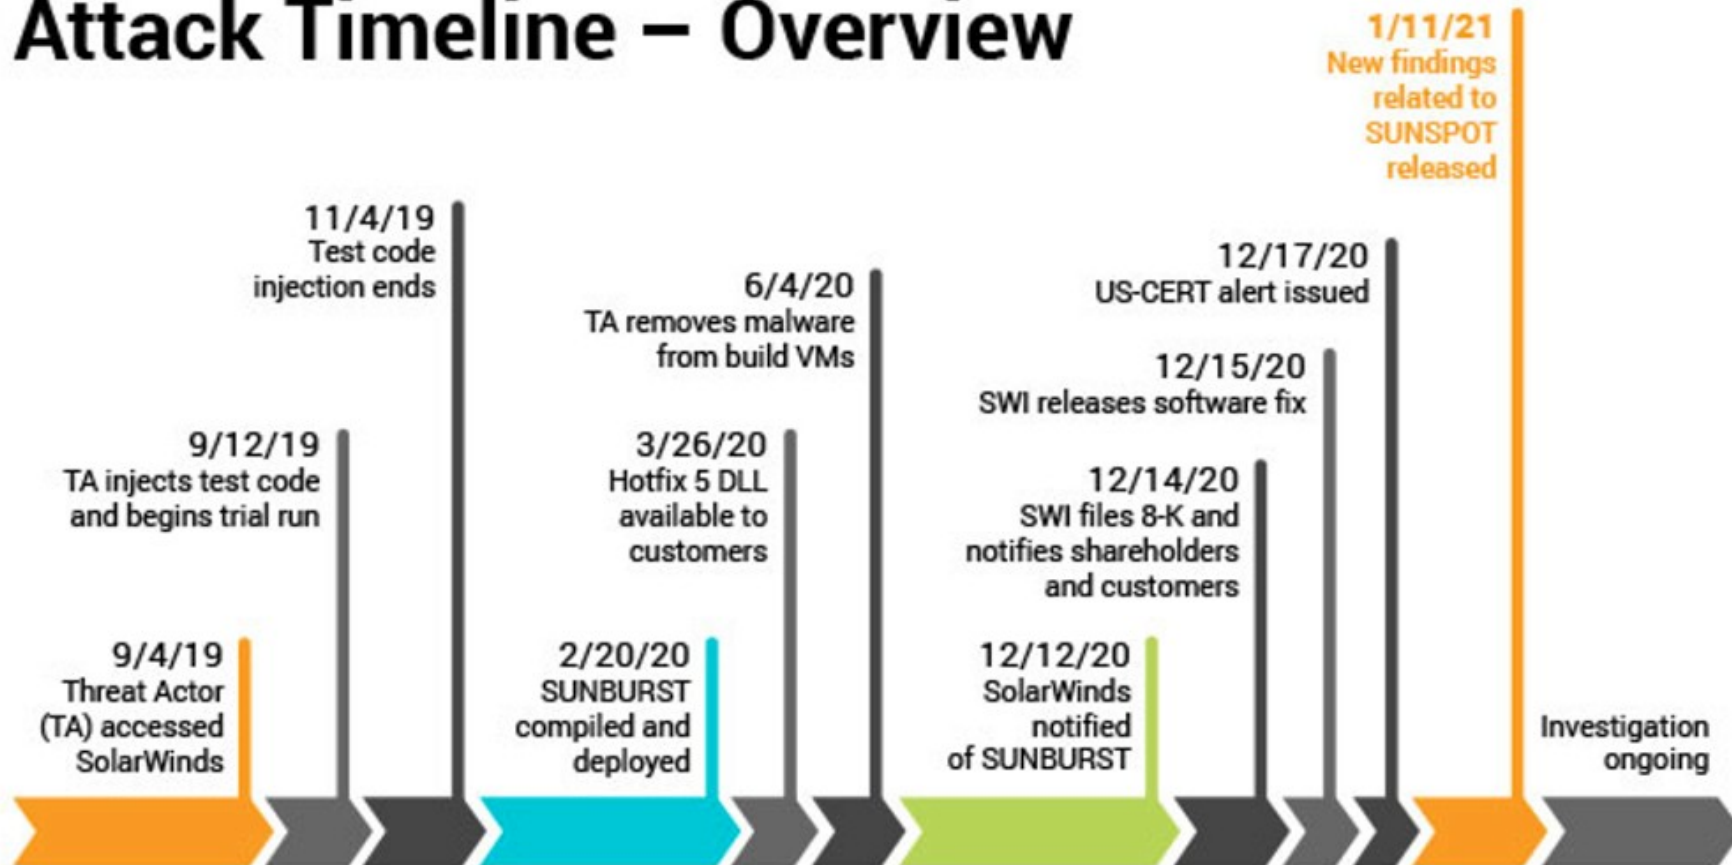 Attack Timeline – Overview
9/4/19
Threat Actor
(TA) accessed
SolarWinds
9/12/19
TA injects test code
and begins trial run
11/4/19
Test code
injection ends
2/20/20
SUNBURST
compiled and
deployed
3/26/20
Hotfix 5 DLL
available to
customers
6/4/20
TA removes malware
from build VMs
12/12/20
SolarWinds
notified
of SUNBURST
12/14/20
SWI files 8-K and
notifies shareholders
and customers
12/15/20
SWI releases software fix
12/17/20
US-CERT alert issued
1/11/21
New findings
related to
SUNSPOT
released
Investigation
ongoing